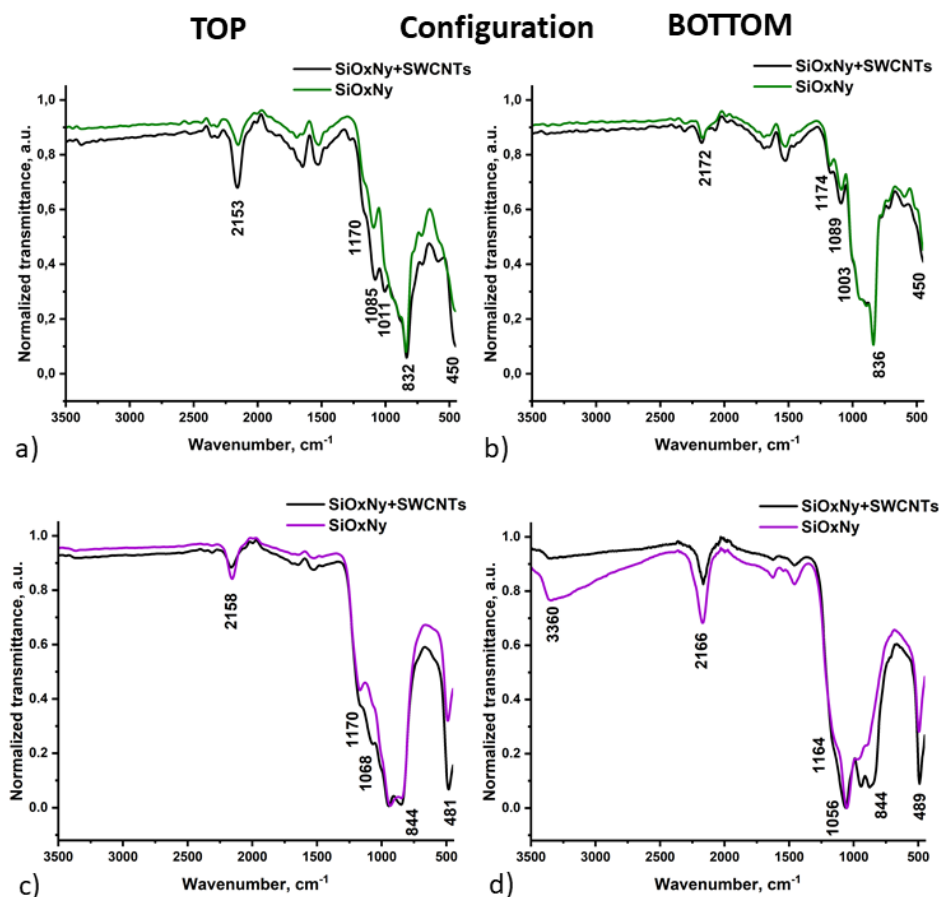 TOP Configuration BOTTOM
SiOxNy+SWCNTs
SiOxNy
1,0
0,8
0,6
0,4
0,2
0,0
Normalized transmittance, a.u.
2153
1170
1085
1011
832
450
3500 3000 2500 2000 1500 1000 500
Wavenumber, cm⁻¹
a)
SiOxNy+SWCNTs
SiOxNy
1,0
0,8
0,6
0,4
0,2
0,0
Normalized transmittance, a.u.
2172
1174
1089
1003
836
450
3500 3000 2500 2000 1500 1000 500
Wavenumber, cm⁻¹
b)
SiOxNy+SWCNTs
SiOxNy
1.0
0.8
0.6
0.4
0.2
0.0
Normalized transmittance, a.u.
2158
1170
1068
844
481
3500 3000 2500 2000 1500 1000 500
Wavenumber, cm⁻¹
c)
SiOxNy+SWCNTs
SiOxNy
1.0
0.8
0.6
0.4
0.2
0.0
Normalized transmittance, a.u.
3360
2166
1164
1056
844
489
3500 3000 2500 2000 1500 1000 500
Wavenumber, cm⁻¹
d)